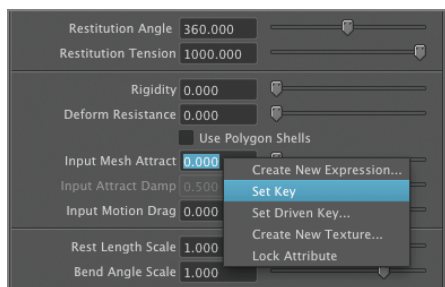 Restitution Angle 360.000
Restitution Tension 1000.000
Rigidity 0.000
Deform Resistance 0.000
Use Polygon Shells
Input Mesh Attract 0.000
Create New Expression...
Input Attract Damp 0.500
Set Key
Input Motion Drag 0.000
Set Driven Key...
Create New Texture...
Rest Length Scale 1.000
Lock Attribute
Bend Angle Scale 1.000